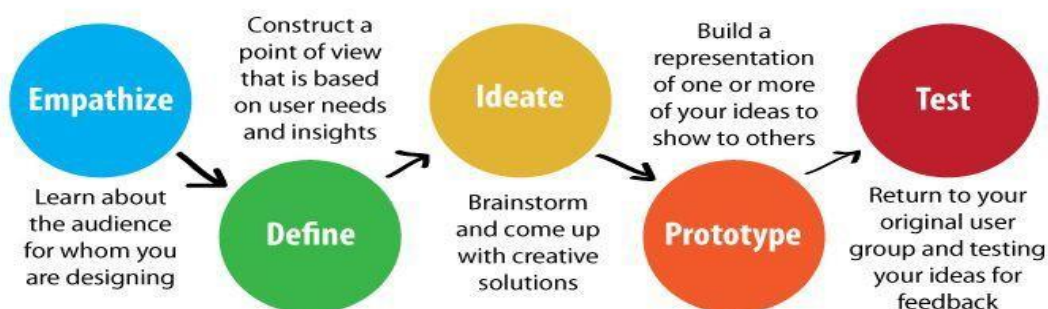 Empathize
Learn about
the audience
for whom you
are designing
Construct a
point of view
that is based
on user needs
and insights
Define
Ideate
Brainstorm
and come up
with creative
solutions
Build a
representation
of one or more
of your ideas to
show to others
Prototype
Test
Return to your
original user
group and testing
your ideas for
feedback